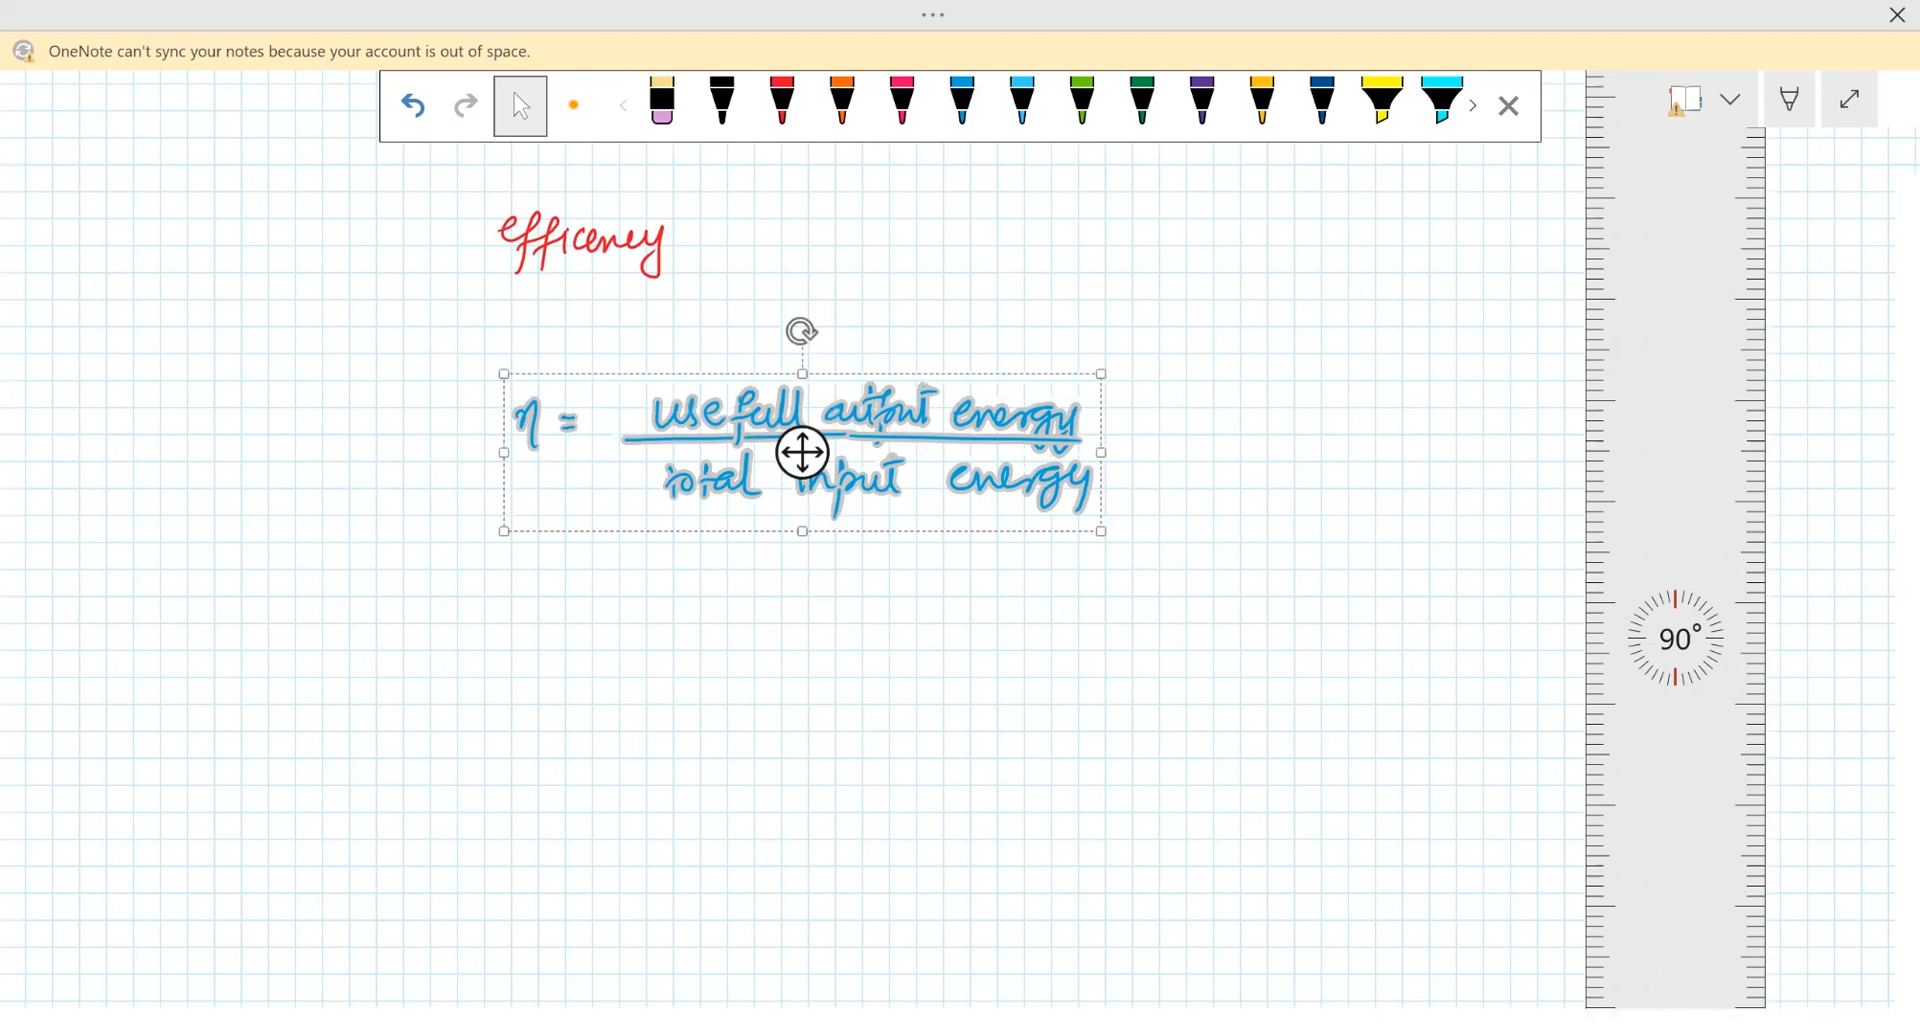 OneNote can't sync your notes because your account is out of space.
efficency
η = usefull output energy
total input energy
90°